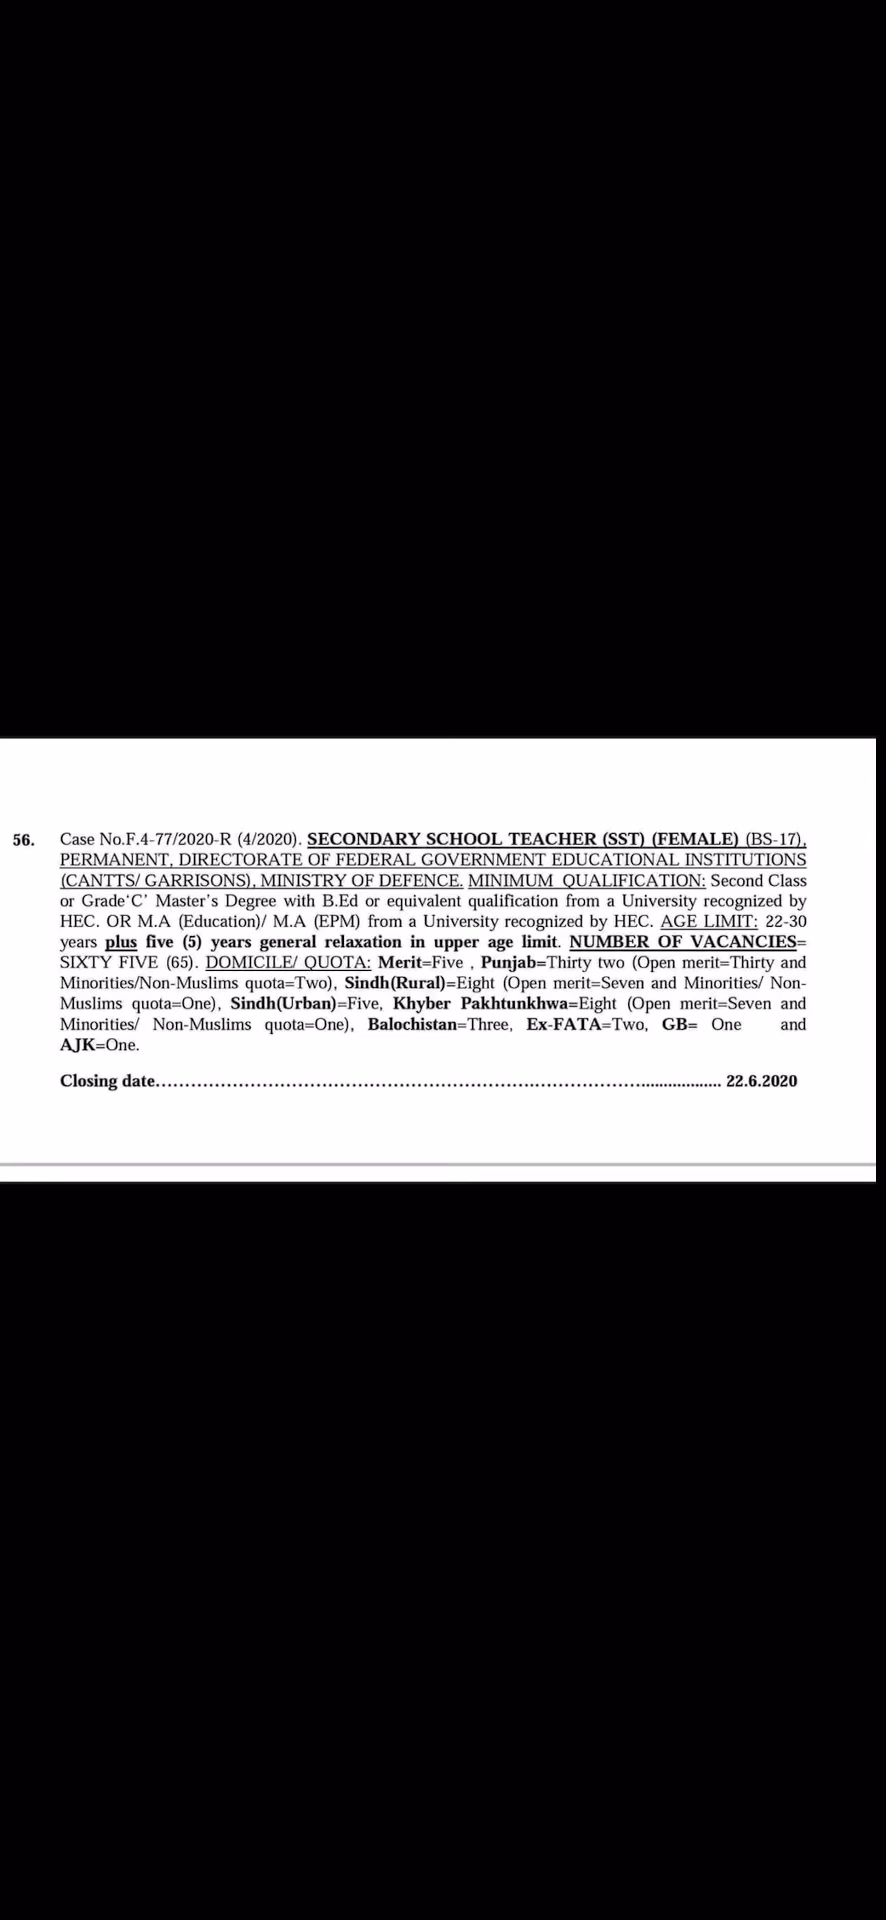 56. Case No.F.4-77/2020-R (4/2020). SECONDARY SCHOOL TEACHER (SST) (FEMALE) (BS-17),
PERMANENT, DIRECTORATE OF FEDERAL GOVERNMENT EDUCATIONAL INSTITUTIONS
(CANTTS/ GARRISONS), MINISTRY OF DEFENCE. MINIMUM QUALIFICATION: Second Class
or Grade‘C’ Master’s Degree with B.Ed or equivalent qualification from a University recognized by
HEC. OR M.A (Education)/ M.A (EPM) from a University recognized by HEC. AGE LIMIT: 22-30
years plus five (5) years general relaxation in upper age limit. NUMBER OF VACANCIES=
SIXTY FIVE (65). DOMICILE/ QUOTA: Merit=Five , Punjab=Thirty two (Open merit=Thirty and
Minorities/Non-Muslims quota=Two), Sindh(Rural)=Eight (Open merit=Seven and Minorities/ Non-
Muslims quota=One), Sindh(Urban)=Five, Khyber Pakhtunkhwa=Eight (Open merit=Seven and
Minorities/ Non-Muslims quota=One), Balochistan=Three, Ex-FATA=Two, GB= One and
AJK=One.
Closing date.................................................................................................. 22.6.2020